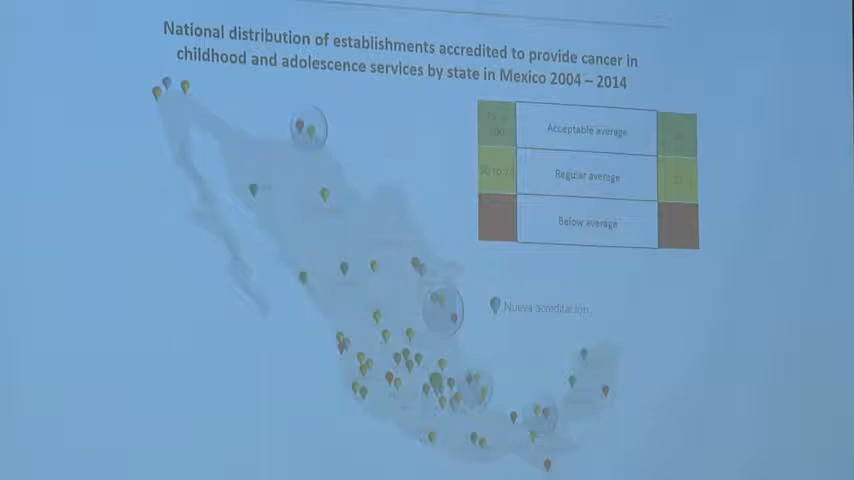 National distribution of establishments accredited to provide cancer in
childhood and adolescence services by state in Mexico 2004 – 2014
Acceptable average
Regular average
Below average
Nueva acreditación